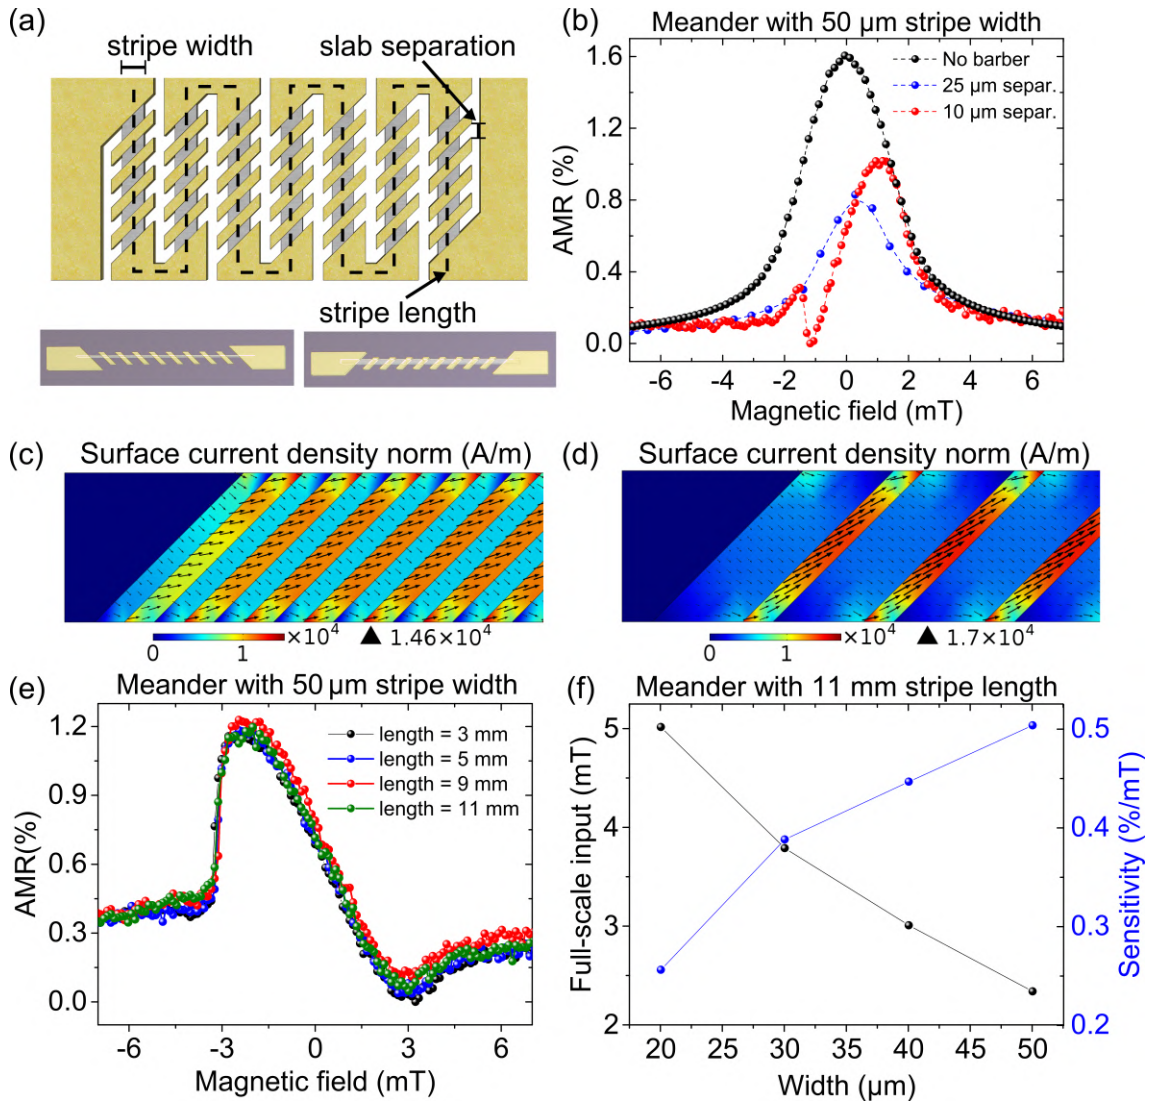 (a)
stripe width
slab separation
stripe length
(b)
Meander with 50 µm stripe width
AMR (%)
1.6
1.2
0.8
0.4
0.0
No barber
25 µm separ.
10 µm separ.
-6 -4 -2 0 2 4 6
Magnetic field (mT)
(c)
Surface current density norm (A/m)
0 1 ×10⁴ ▲ 1.46×10⁴
(d)
Surface current density norm (A/m)
0 1 ×10⁴ ▲ 1.7×10⁴
(e)
Meander with 50 µm stripe width
AMR(%)
1.2
0.9
0.6
0.3
0.0
length = 3 mm
length = 5 mm
length = 9 mm
length = 11 mm
-6 -3 0 3 6
Magnetic field (mT)
(f)
Meander with 11 mm stripe length
Full-scale input (mT)
5
4
3
2
Sensitivity (%/mT)
0.5
0.4
0.3
0.2
20 25 30 35 40 45 50
Width (µm)